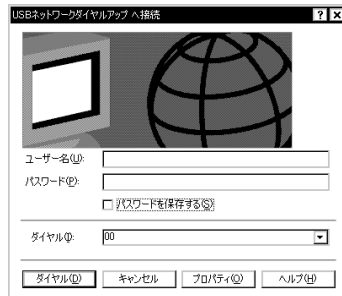 USBネットワークダイヤルアップ へ接続
ユーザー名(U):
パスワード(P):
パスワードを保存する(S)
ダイヤル(I): 00
ダイヤル(D) キャンセル プロパティ(O) ヘルプ(H)